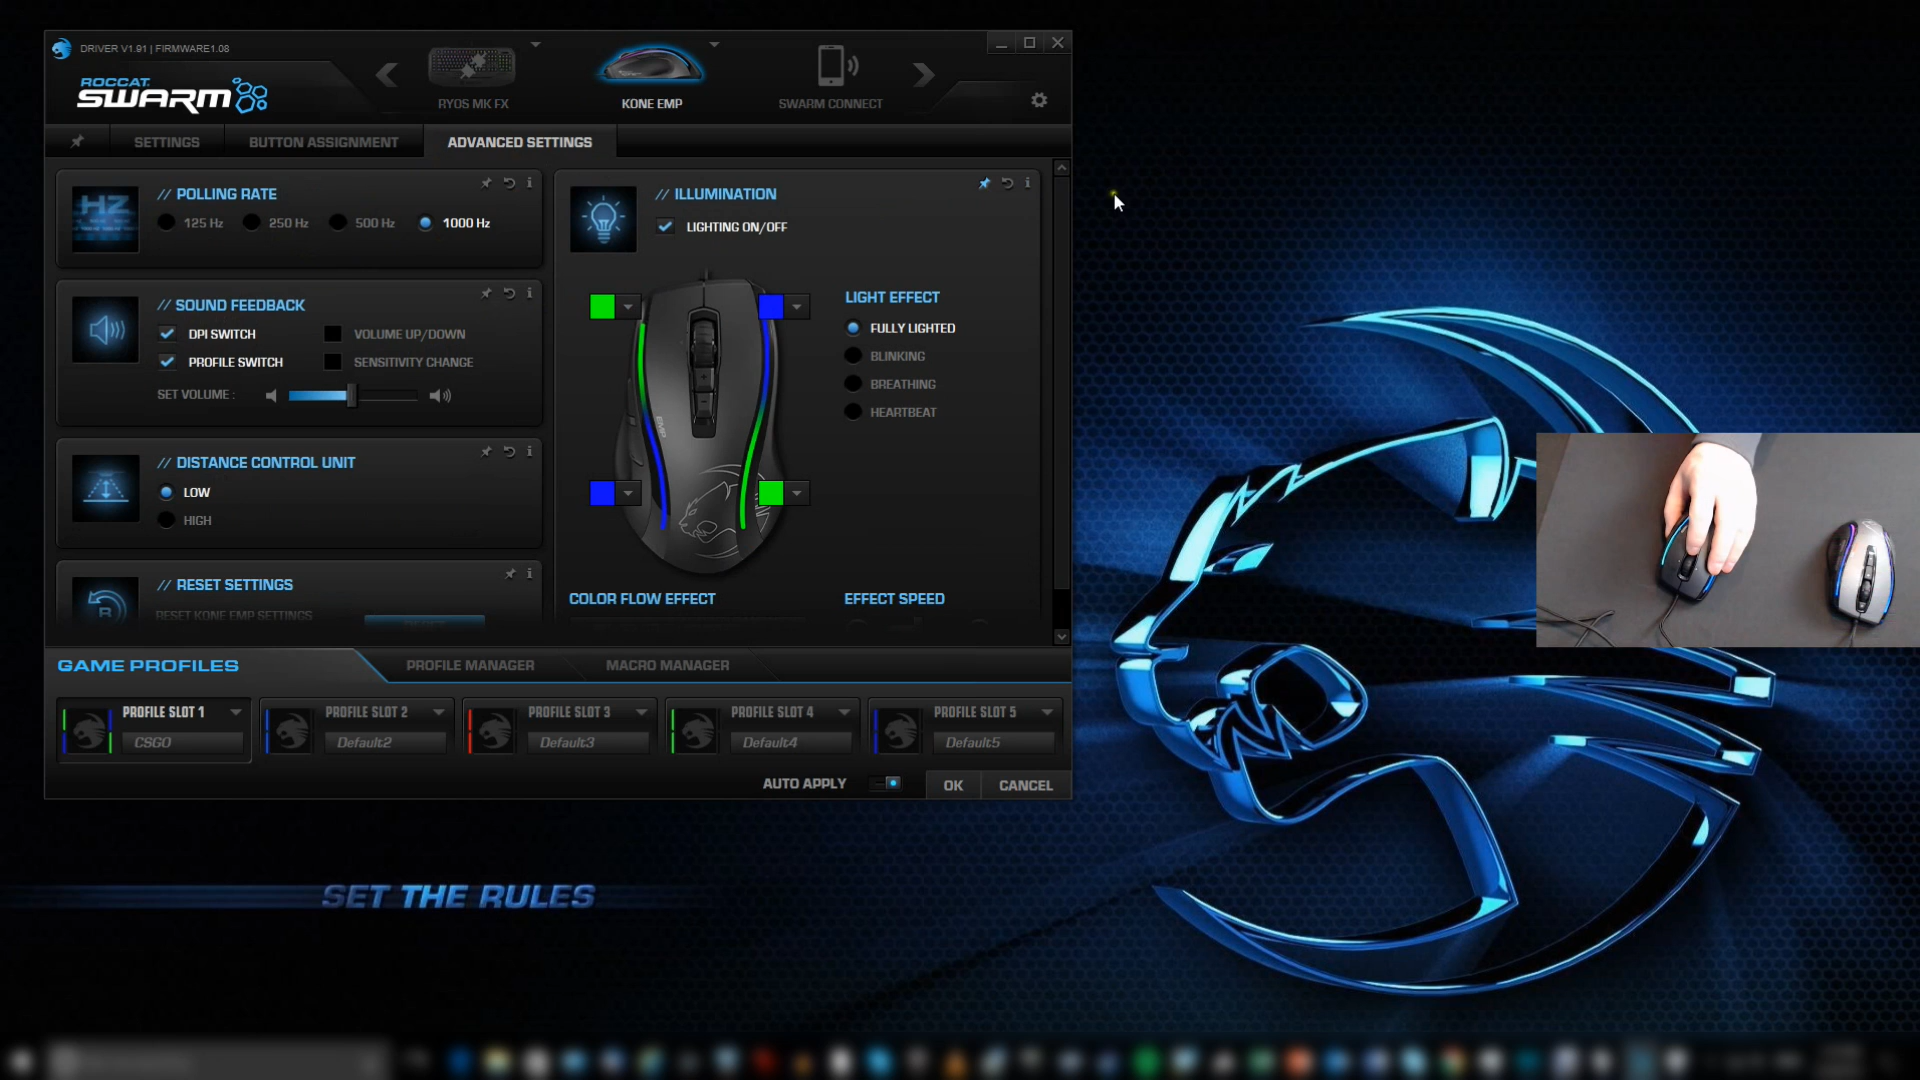 DRIVER V1.91 | FIRMWARE1.08
ROCCAT
SWARM
RYOS MK FX
KONE EMP
SWARM CONNECT
SETTINGS
BUTTON ASSIGNMENT
ADVANCED SETTINGS
HZ
// POLLING RATE
125 Hz
250 Hz
500 Hz
1000 Hz
// SOUND FEEDBACK
DPI SWITCH
VOLUME UP/DOWN
PROFILE SWITCH
SENSITIVITY CHANGE
SET VOLUME :
// DISTANCE CONTROL UNIT
LOW
HIGH
R
// RESET SETTINGS
RESET KONE EMP SETTINGS
// ILLUMINATION
LIGHTING ON/OFF
EMP
LIGHT EFFECT
FULLY LIGHTED
BLINKING
BREATHING
HEARTBEAT
COLOR FLOW EFFECT
EFFECT SPEED
GAME PROFILES
PROFILE MANAGER
MACRO MANAGER
PROFILE SLOT 1
CSGO
PROFILE SLOT 2
Default2
PROFILE SLOT 3
Default3
PROFILE SLOT 4
Default4
PROFILE SLOT 5
Default5
AUTO APPLY
OK
CANCEL
SET THE RULES